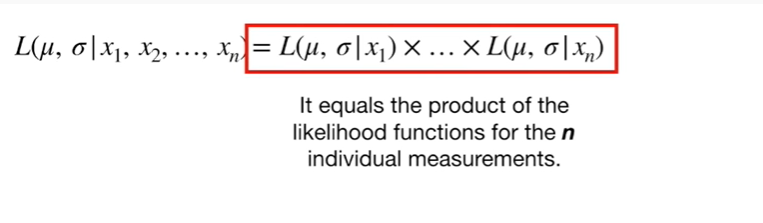 L(μ, σ|x₁, x₂, ..., xₙ) = L(μ, σ|x₁) × ... × L(μ, σ|xₙ)
It equals the product of the
likelihood functions for the n
individual measurements.